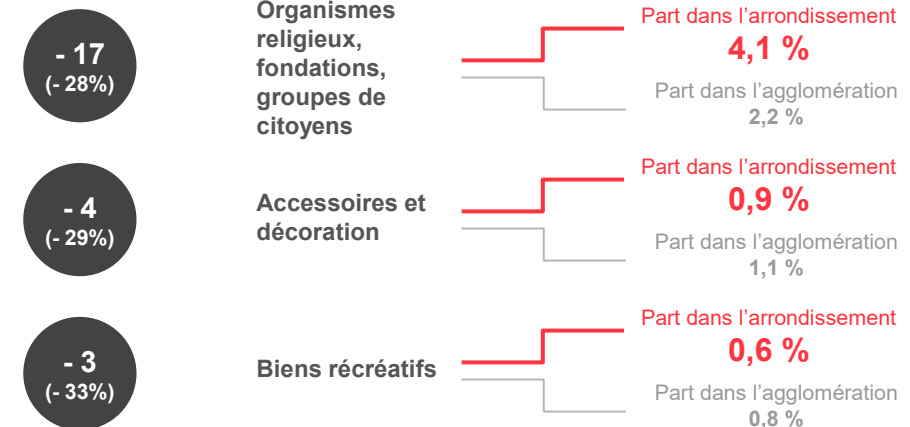 - 17
(- 28%)
Organismes
religieux,
fondations,
groupes de
citoyens
Part dans l'arrondissement
4,1 %
Part dans l'agglomération
2,2 %
- 4
(- 29%)
Accessoires et
décoration
Part dans l'arrondissement
0,9 %
Part dans l'agglomération
1,1 %
- 3
(- 33%)
Biens récréatifs
Part dans l'arrondissement
0,6 %
Part dans l'agglomération
0,8 %